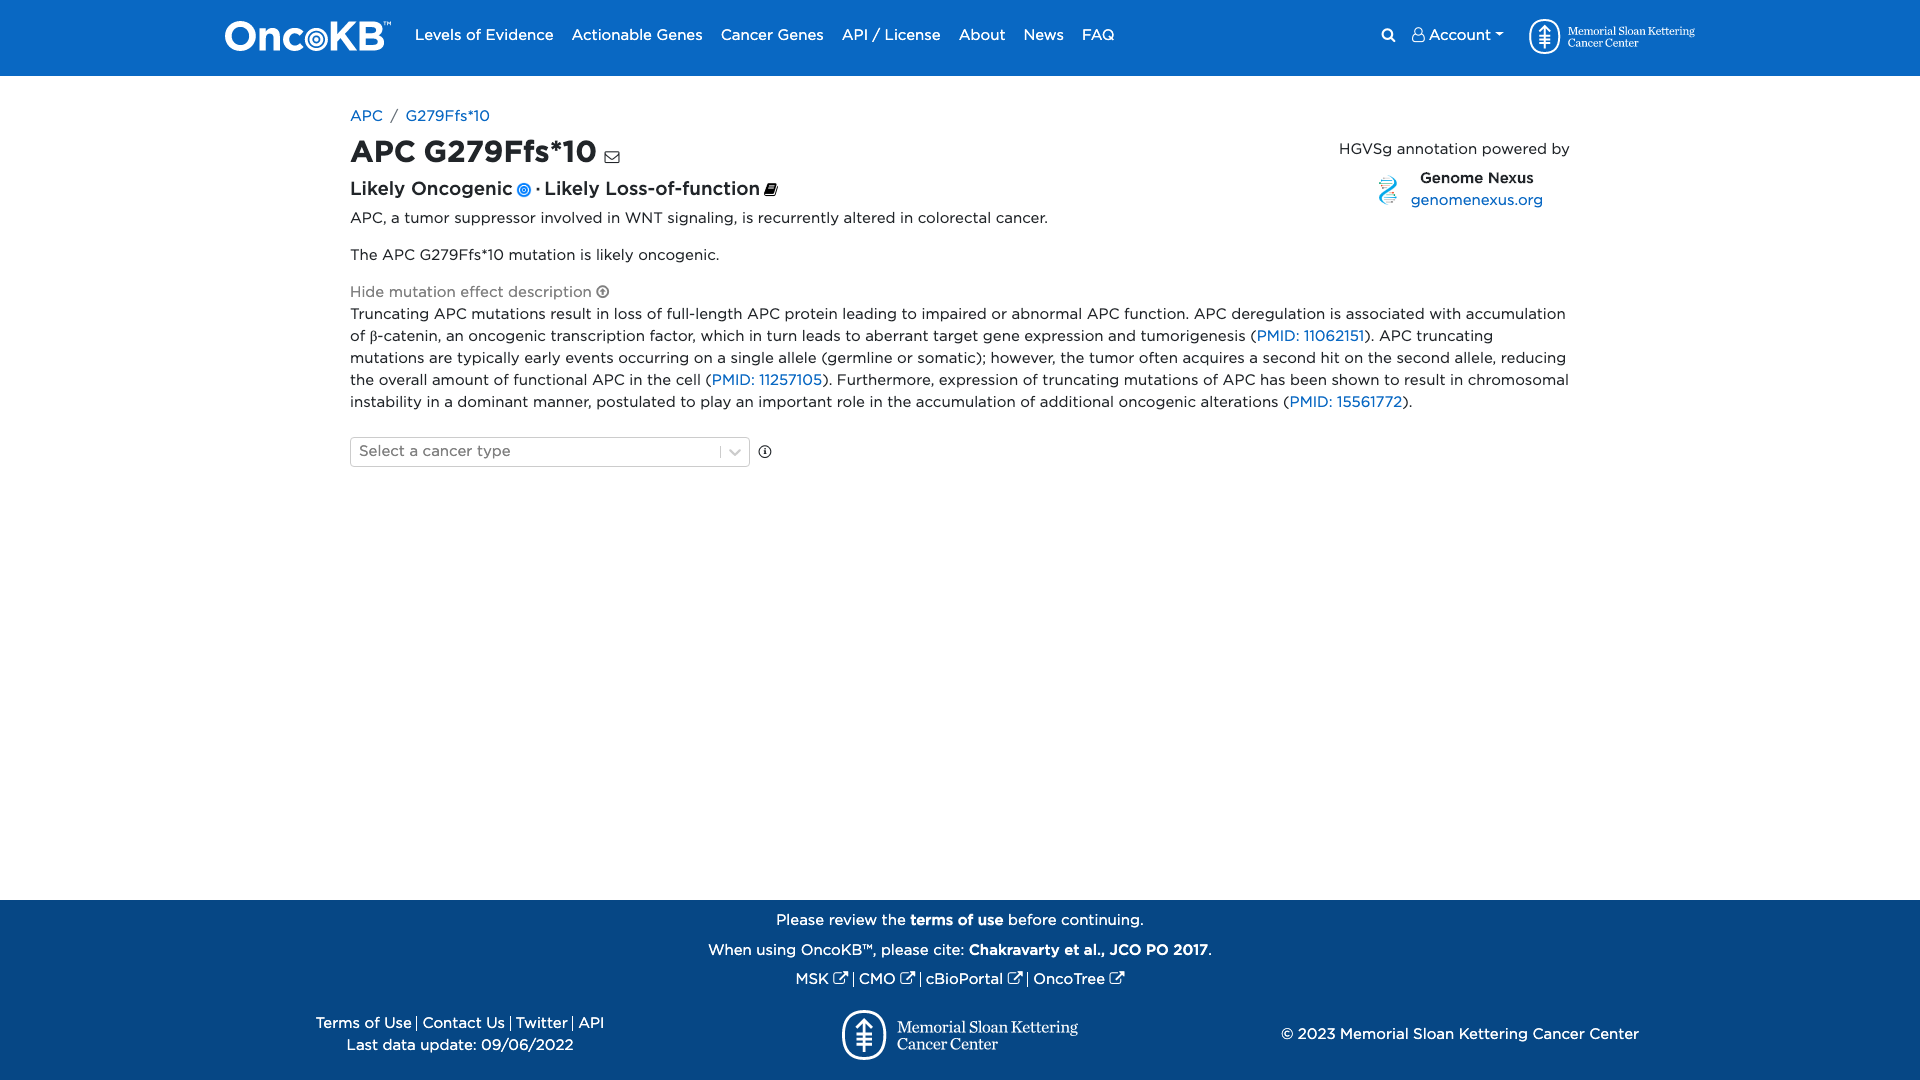 OncoKB™ Levels of Evidence Actionable Genes Cancer Genes API / License About News FAQ Account Memorial Sloan Kettering Cancer Center
APC / G279Ffs*10
APC G279Ffs*10
HGVSg annotation powered by
Genome Nexus
genomenexus.org
Likely Oncogenic · Likely Loss-of-function
APC, a tumor suppressor involved in WNT signaling, is recurrently altered in colorectal cancer.
The APC G279Ffs*10 mutation is likely oncogenic.
Hide mutation effect description
Truncating APC mutations result in loss of full-length APC protein leading to impaired or abnormal APC function. APC deregulation is associated with accumulation
of β-catenin, an oncogenic transcription factor, which in turn leads to aberrant target gene expression and tumorigenesis (PMID: 11062151). APC truncating
mutations are typically early events occurring on a single allele (germline or somatic); however, the tumor often acquires a second hit on the second allele, reducing
the overall amount of functional APC in the cell (PMID: 11257105). Furthermore, expression of truncating mutations of APC has been shown to result in chromosomal
instability in a dominant manner, postulated to play an important role in the accumulation of additional oncogenic alterations (PMID: 15561772).
Select a cancer type
Please review the terms of use before continuing.
When using OncoKB™, please cite: Chakravarty et al., JCO PO 2017.
MSK | CMO | cBioPortal | OncoTree
Terms of Use | Contact Us | Twitter | API
Last data update: 09/06/2022
Memorial Sloan Kettering
Cancer Center
© 2023 Memorial Sloan Kettering Cancer Center